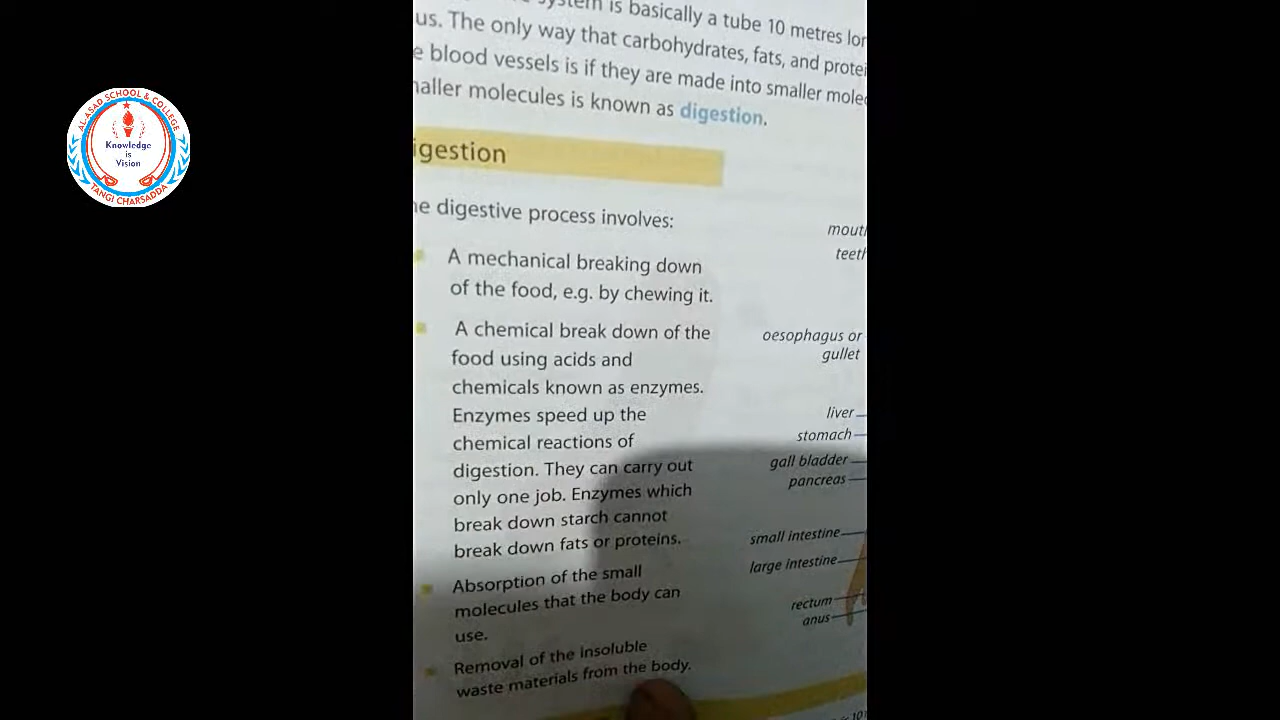 AL-ASAD SCHOOL & COLLEGE
Knowledge
is
Vision
TANGI CHARSADDA
system is basically a tube 10 metres
us. The only way that carbohydrates, fats, and
blood vessels is if they are made into smaller
molecules is known as digestion.
digestive process involves:
A mechanical breaking down
of the food, e.g. by chewing it.
A chemical break down of the
food using acids and
chemicals known as enzymes.
Enzymes speed up the
chemical reactions of
digestion. They can carry out
only one job. Enzymes which
break down starch cannot
break down fats or proteins.
Absorption of the small
molecules that the body can
use.
Removal of the insoluble
waste materials from the body.
teeth
oesophagus or
gullet
liver
stomach
gall bladder
pancreas
small intestine
large intestine
rectum
anus